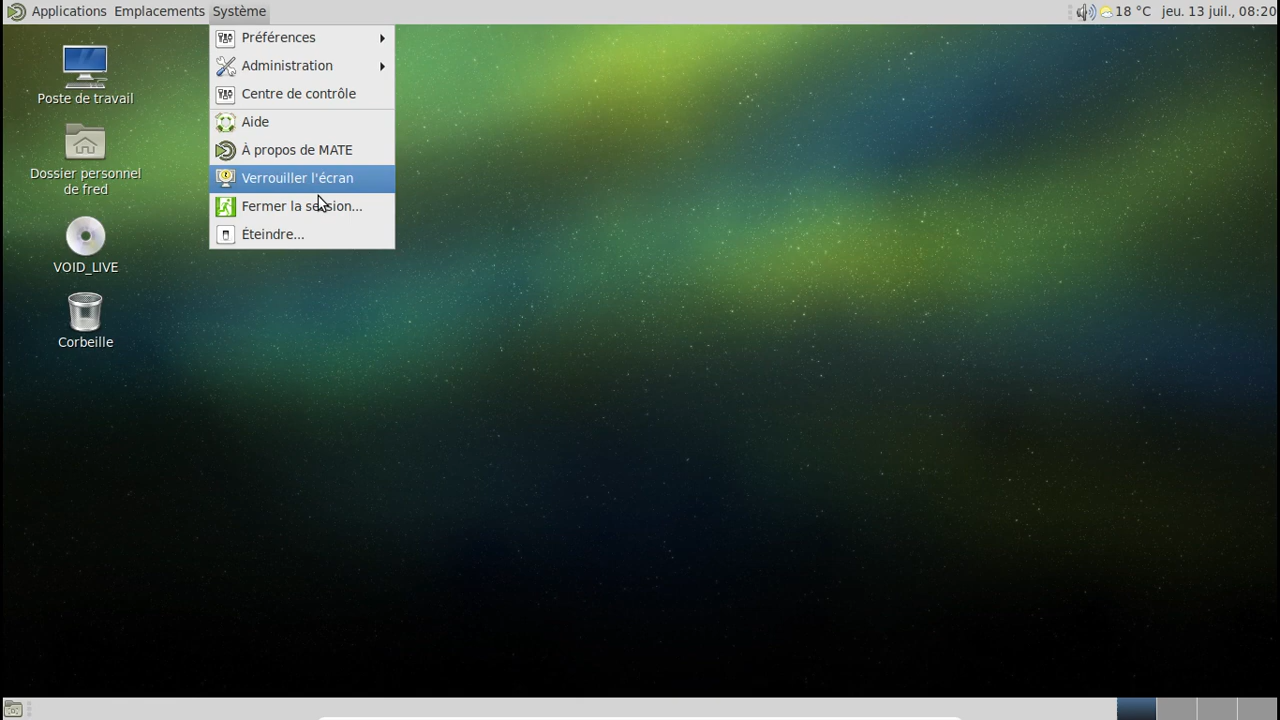 Applications Emplacements Système 18 °C jeu. 13 juil., 08:20
Préférences
Administration
Centre de contrôle
Aide
À propos de MATE
Verrouiller l'écran
Fermer la session...
Éteindre...
Poste de travail
Dossier personnel
de fred
VOID_LIVE
Corbeille